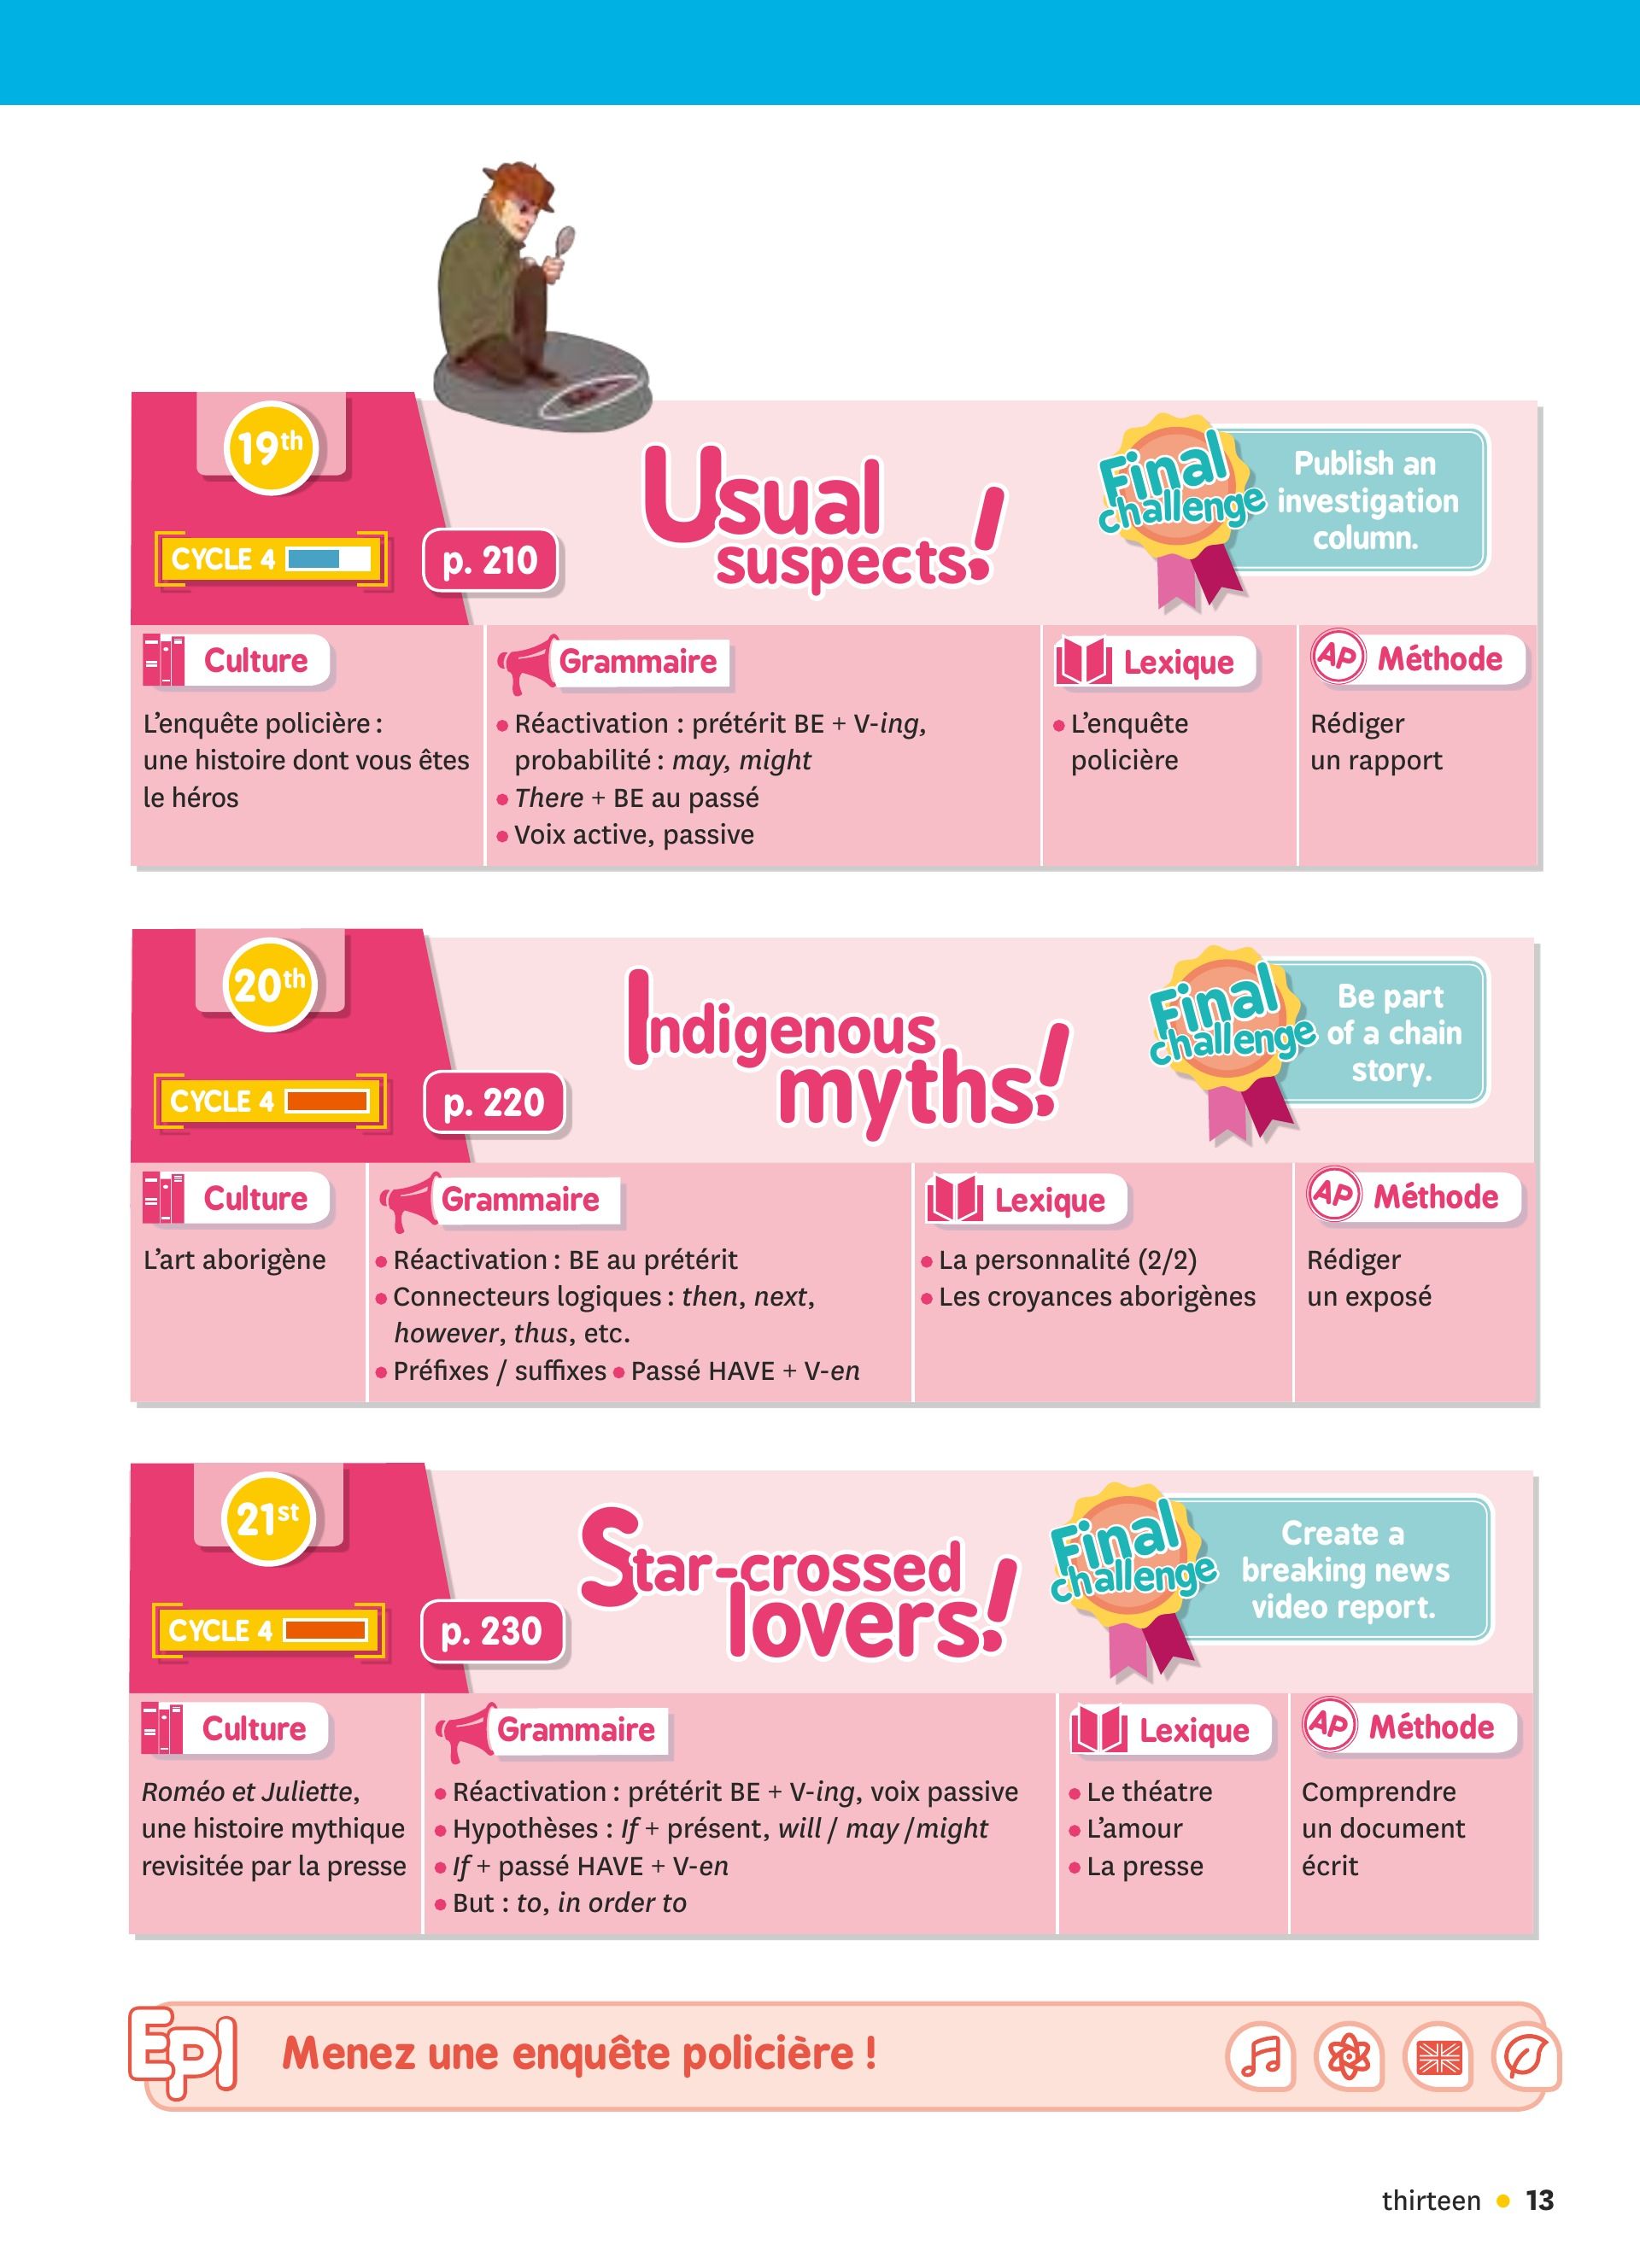 19th
CYCLE 4
p. 210
Usual
suspects!
Final
challenge
Publish an
investigation
column.
Culture
L'enquête policière :
une histoire dont vous êtes
le héros
Grammaire
• Réactivation : prétérit BE + V-ing,
probabilité : may, might
• There + BE au passé
• Voix active, passive
Lexique
• L'enquête
policière
AP Méthode
Rédiger
un rapport
20th
CYCLE 4
p. 220
Indigenous
myths!
Final
challenge
Be part
of a chain
story.
Culture
L'art aborigène
Grammaire
• Réactivation : BE au prétérit
• Connecteurs logiques : then, next,
however, thus, etc.
• Préfixes / suffixes • Passé HAVE + V-en
Lexique
• La personnalité (2/2)
• Les croyances aborigènes
AP Méthode
Rédiger
un exposé
21st
CYCLE 4
p. 230
Star-crossed
lovers!
Final
challenge
Create a
breaking news
video report.
Culture
Roméo et Juliette,
une histoire mythique
revisitée par la presse
Grammaire
• Réactivation : prétérit BE + V-ing, voix passive
• Hypothèses : If + présent, will / may /might
• If + passé HAVE + V-en
• But : to, in order to
Lexique
• Le théatre
• L'amour
• La presse
AP Méthode
Comprendre
un document
écrit
EpI
Menez une enquête policière !
thirteen • 13